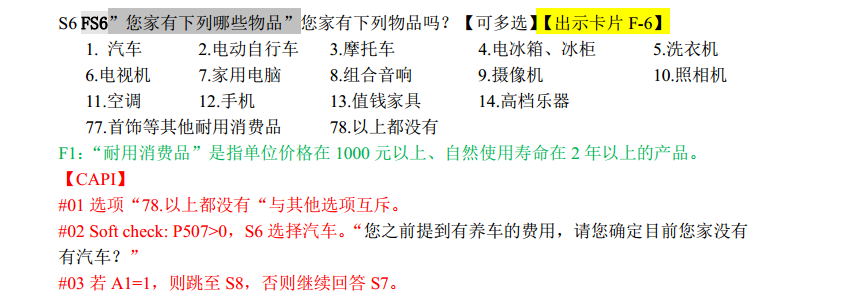 S6 FS6”您家有下列哪些物品”您家有下列物品吗？【可多选】【出示卡片 F-6】
1. 汽车 2.电动自行车 3.摩托车 4.电冰箱、冰柜 5.洗衣机
6.电视机 7.家用电脑 8.组合音响 9.摄像机 10.照相机
11.空调 12.手机 13.值钱家具 14.高档乐器
77.首饰等其他耐用消费品 78.以上都没有
F1：“耐用消费品”是指单位价格在 1000 元以上、自然使用寿命在 2 年以上的产品。
【CAPI】
#01 选项“78.以上都没有“与其他选项互斥。
#02 Soft check: P507>0，S6 选择汽车。“您之前提到有养车的费用，请您确定目前您家没有
有汽车？”
#03 若 A1=1，则跳至 S8，否则继续回答 S7。